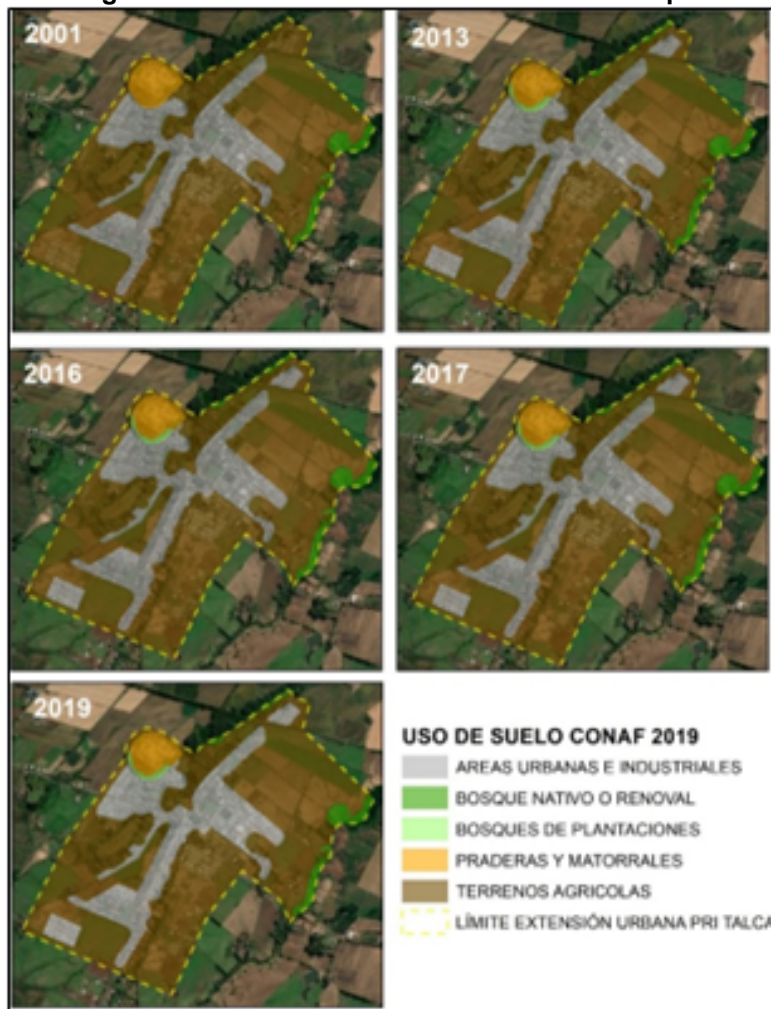 2001
2013
2016
2017
2019
USO DE SUELO CONAF 2019
AREAS URBANAS E INDUSTRIALES
BOSQUE NATIVO O RENOVAL
BOSQUES DE PLANTACIONES
PRADERAS Y MATORRALES
TERRENOS AGRICOLAS
LÍMITE EXTENSIÓN URBANA PRI TALCA